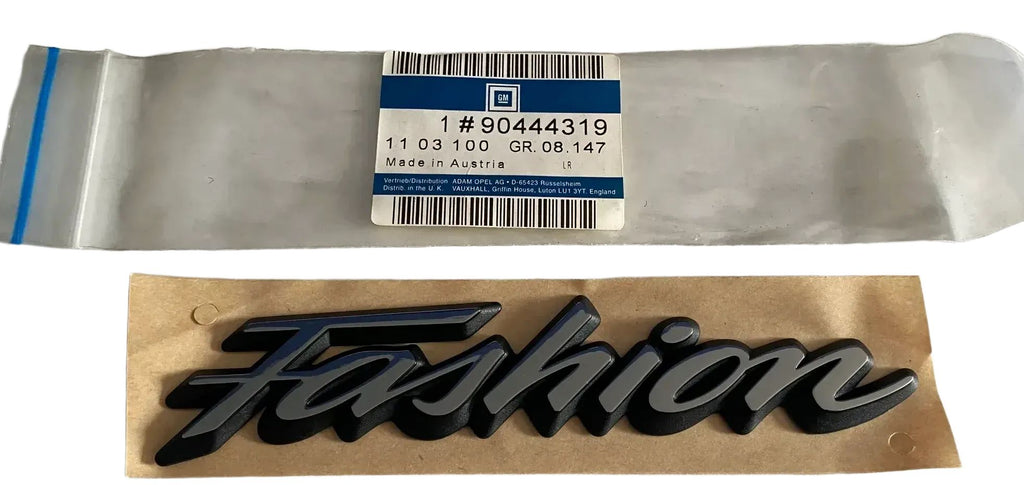 GM
1 # 90444319
11 03 100 GR. 08.147
Made in Austria LR
Vertrieb/Distribution ADAM OPEL AG • D-65423 Rüsselsheim
Distrib. in the U. K. VAUXHALL, Griffin House, Luton LU1 3YT. England
Fashion